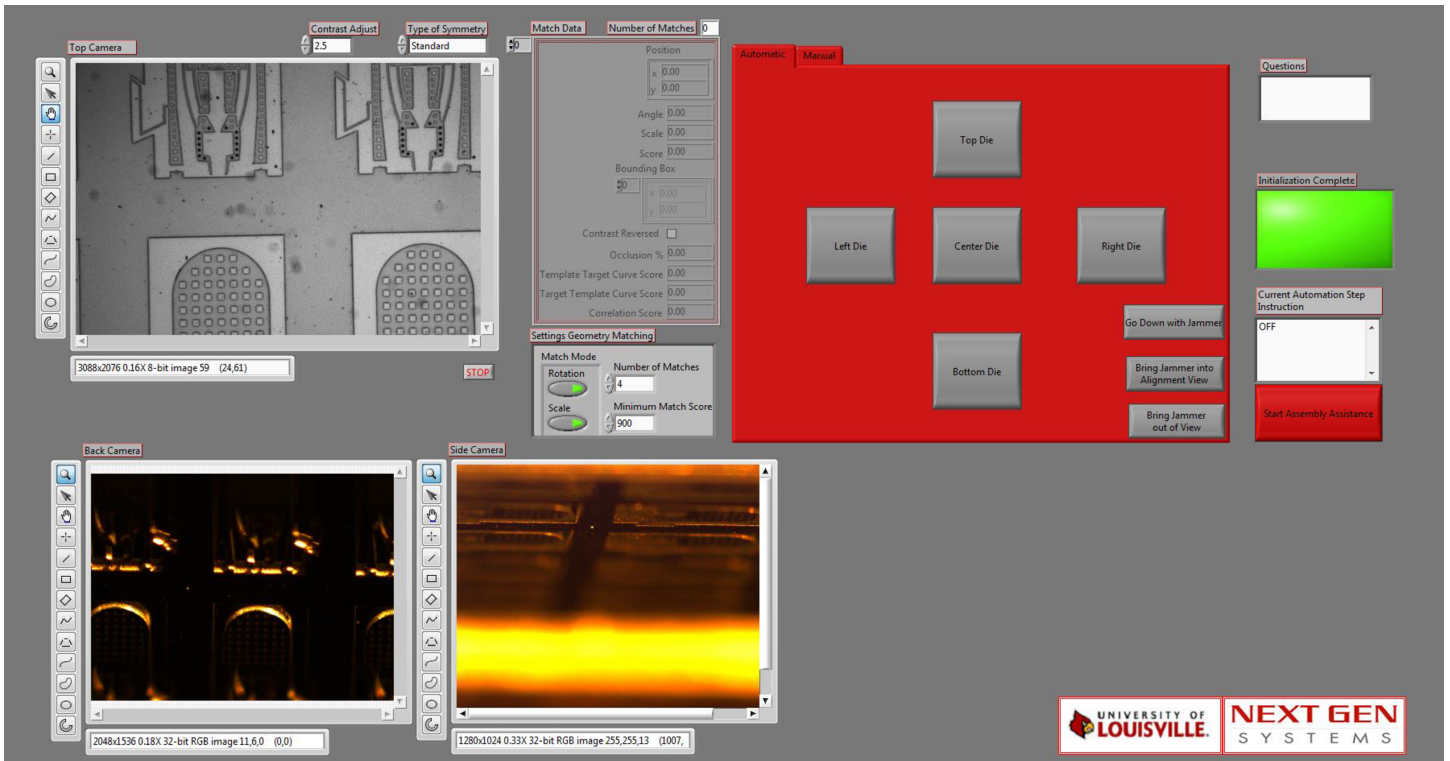 Contrast Adjust
2.5
Type of Symmetry
Standard
Top Camera
3088x2076 0.16X 8-bit image 59 (24,61)
STOP
Match Data
Number of Matches 0
0
Position
x 0.00
y 0.00
Angle 0.00
Scale 0.00
Score 0.00
Bounding Box
0
x 0.00
y 0.00
Contrast Reversed
Occlusion % 0.00
Template Target Curve Score 0.00
Target Template Curve Score 0.00
Correlation Score 0.00
Settings Geometry Matching
Match Mode
Rotation
Scale
Number of Matches
4
Minimum Match Score
900
Automatic
Manual
Top Die
Left Die
Center Die
Right Die
Bottom Die
Go Down with Jammer
Bring Jammer into
Alignment View
Bring Jammer
out of View
Questions
Initialization Complete
Current Automation Step
Instruction
OFF
Start Assembly Assistance
Back Camera
2048x1536 0.18X 32-bit RGB image 11,6,0 (0,0)
Side Camera
1280x1024 0.33X 32-bit RGB image 255,255,13 (1007,
UNIVERSITY OF
LOUISVILLE.
NEXT GEN
SYSTEMS